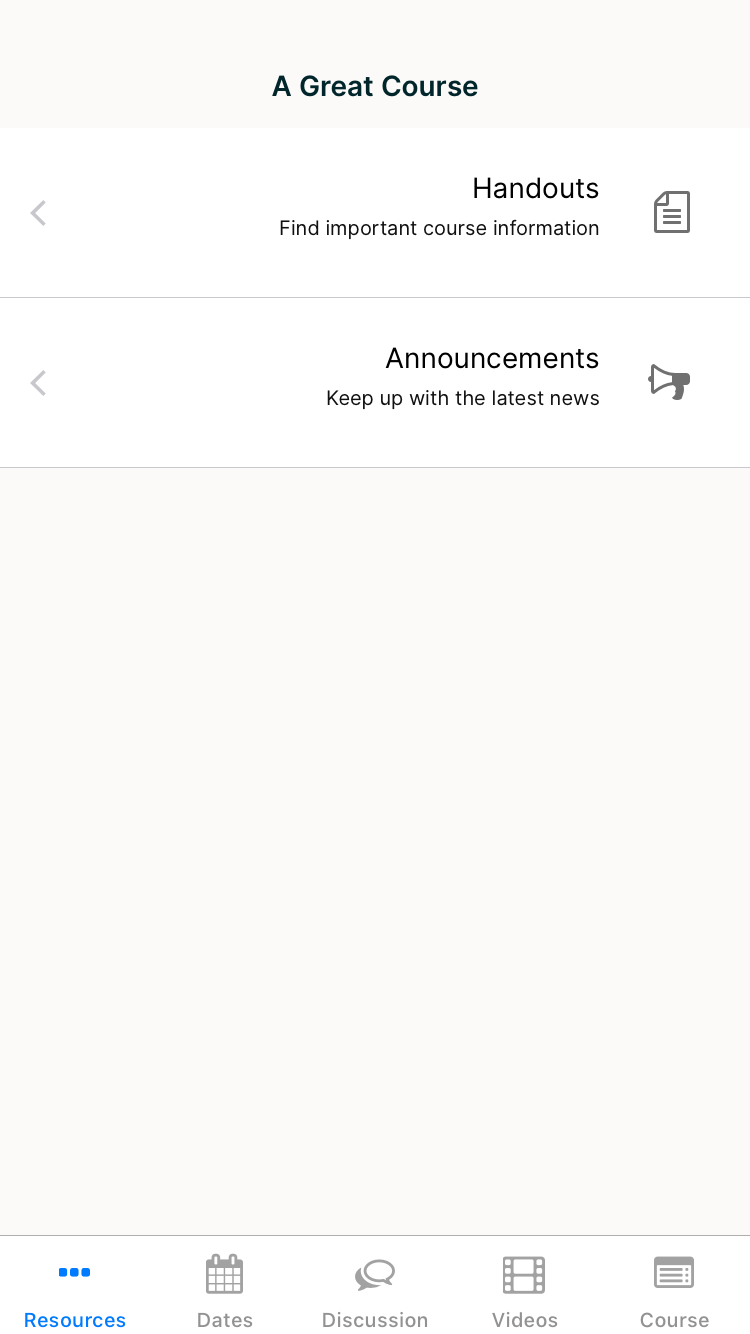 A Great Course
Handouts
Find important course information
Announcements
Keep up with the latest news
Resources
Dates
Discussion
Videos
Course